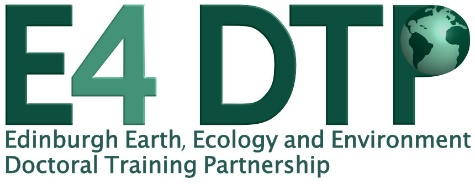 E4 DTP
Edinburgh Earth, Ecology and Environment
Doctoral Training Partnership